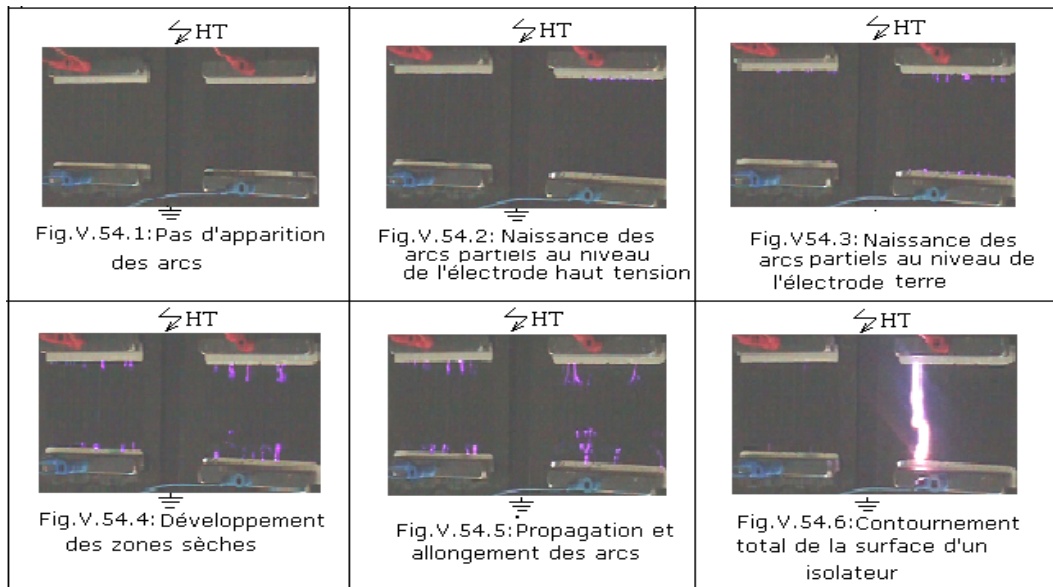 HT
HT
HT
Fig.V.54.1:Pas d'apparition
des arcs
Fig.V.54.2: Naissance des
arcs partiels au niveau
de l'électrode haut tension
Fig.V54.3: Naissance des
arcs partiels au niveau de
l'électrode terre
HT
HT
HT
Fig.V.54.4: Développement
des zones sèches
Fig.V.54.5:Propagation et
allongement des arcs
Fig.V.54.6:Contournement
total de la surface d'un
isolateur